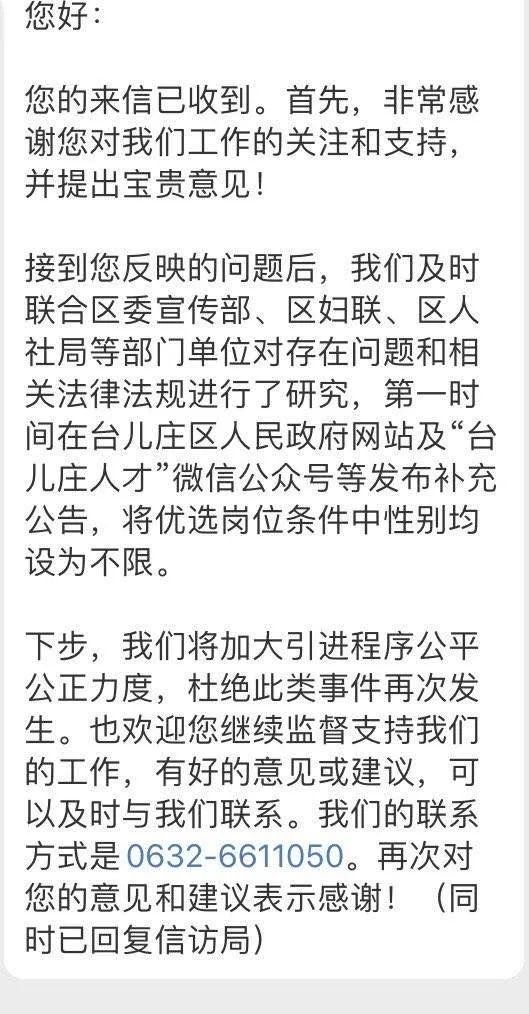 您好：
您的来信已收到。首先，非常感
谢您对我们工作的关注和支持，
并提出宝贵意见！
接到您反映的问题后，我们及时
联合区委宣传部、区妇联、区人
社局等部门单位对存在问题和相
关法律法规进行了研究，第一时
间在台儿庄区人民政府网站及“台
儿庄人才”微信公众号等发布补充
公告，将优选岗位条件中性别均
设为不限。
下步，我们将加大引进程序公平
公正力度，杜绝此类事件再次发
生。也欢迎您继续监督支持我们
的工作，有好的意见或建议，可
以及时与我们联系。我们的联系
方式是0632-6611050。再次对
您的意见和建议表示感谢！（同
时已回复信访局）